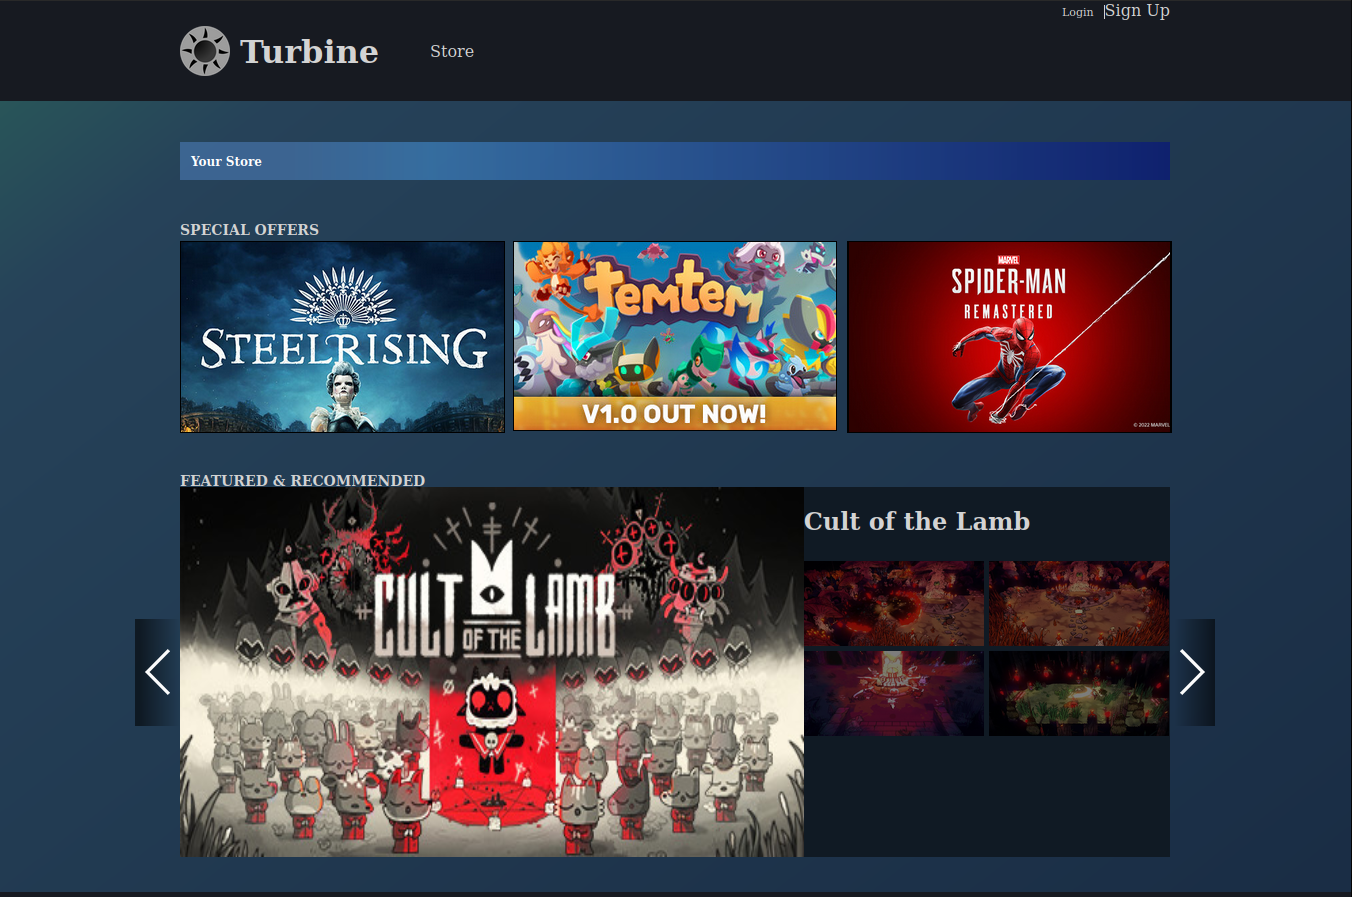 Login | Sign Up
Turbine
Store
Your Store
SPECIAL OFFERS
STEELRISING
temtem
V1.0 OUT NOW!
MARVEL
SPIDER-MAN
REMASTERED
© 2022 MARVEL
FEATURED & RECOMMENDED
CULT OF THE LAMB
Cult of the Lamb